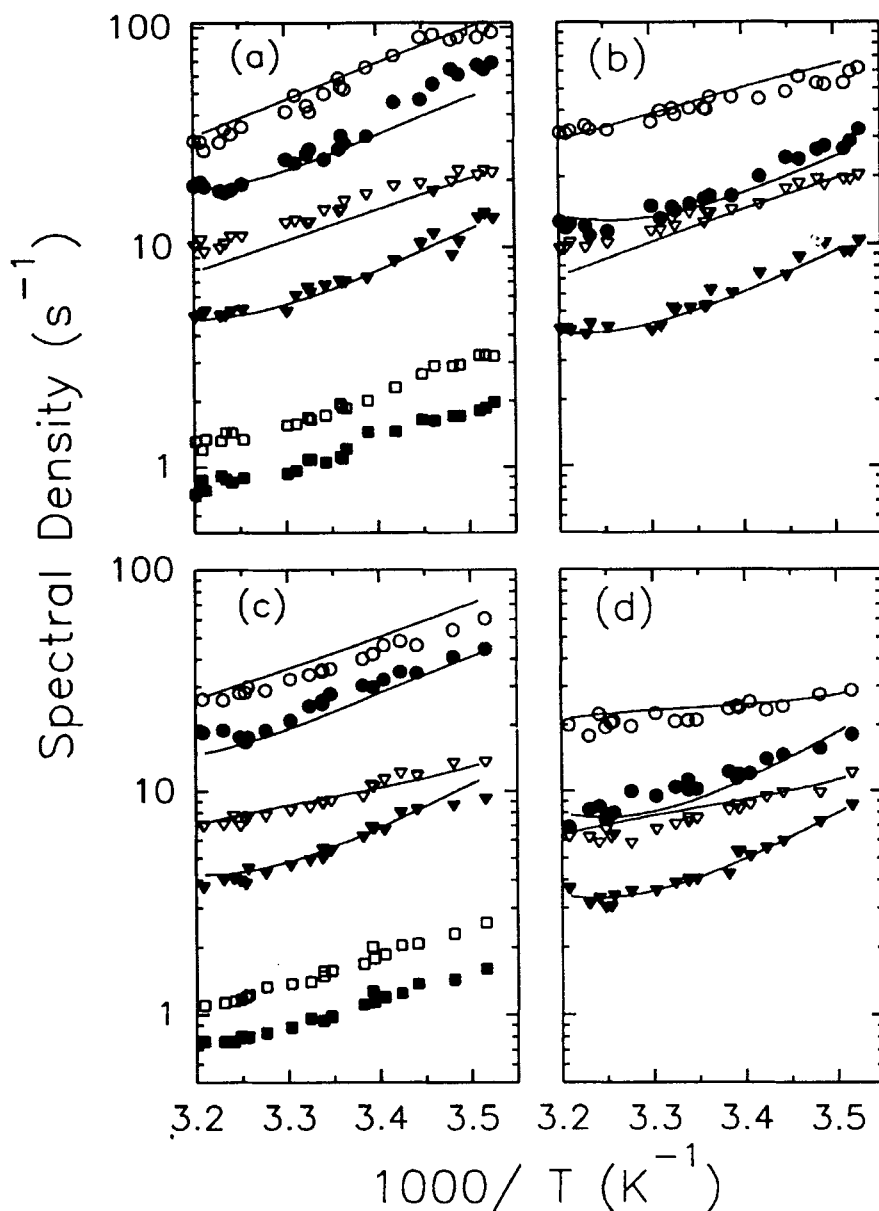 100
(a)
(b)
10
1
Spectral Density (s⁻¹)
100
(c)
(d)
10
1
3.2 3.3 3.4 3.5 3.2 3.3 3.4 3.5
1000/ T (K⁻¹)